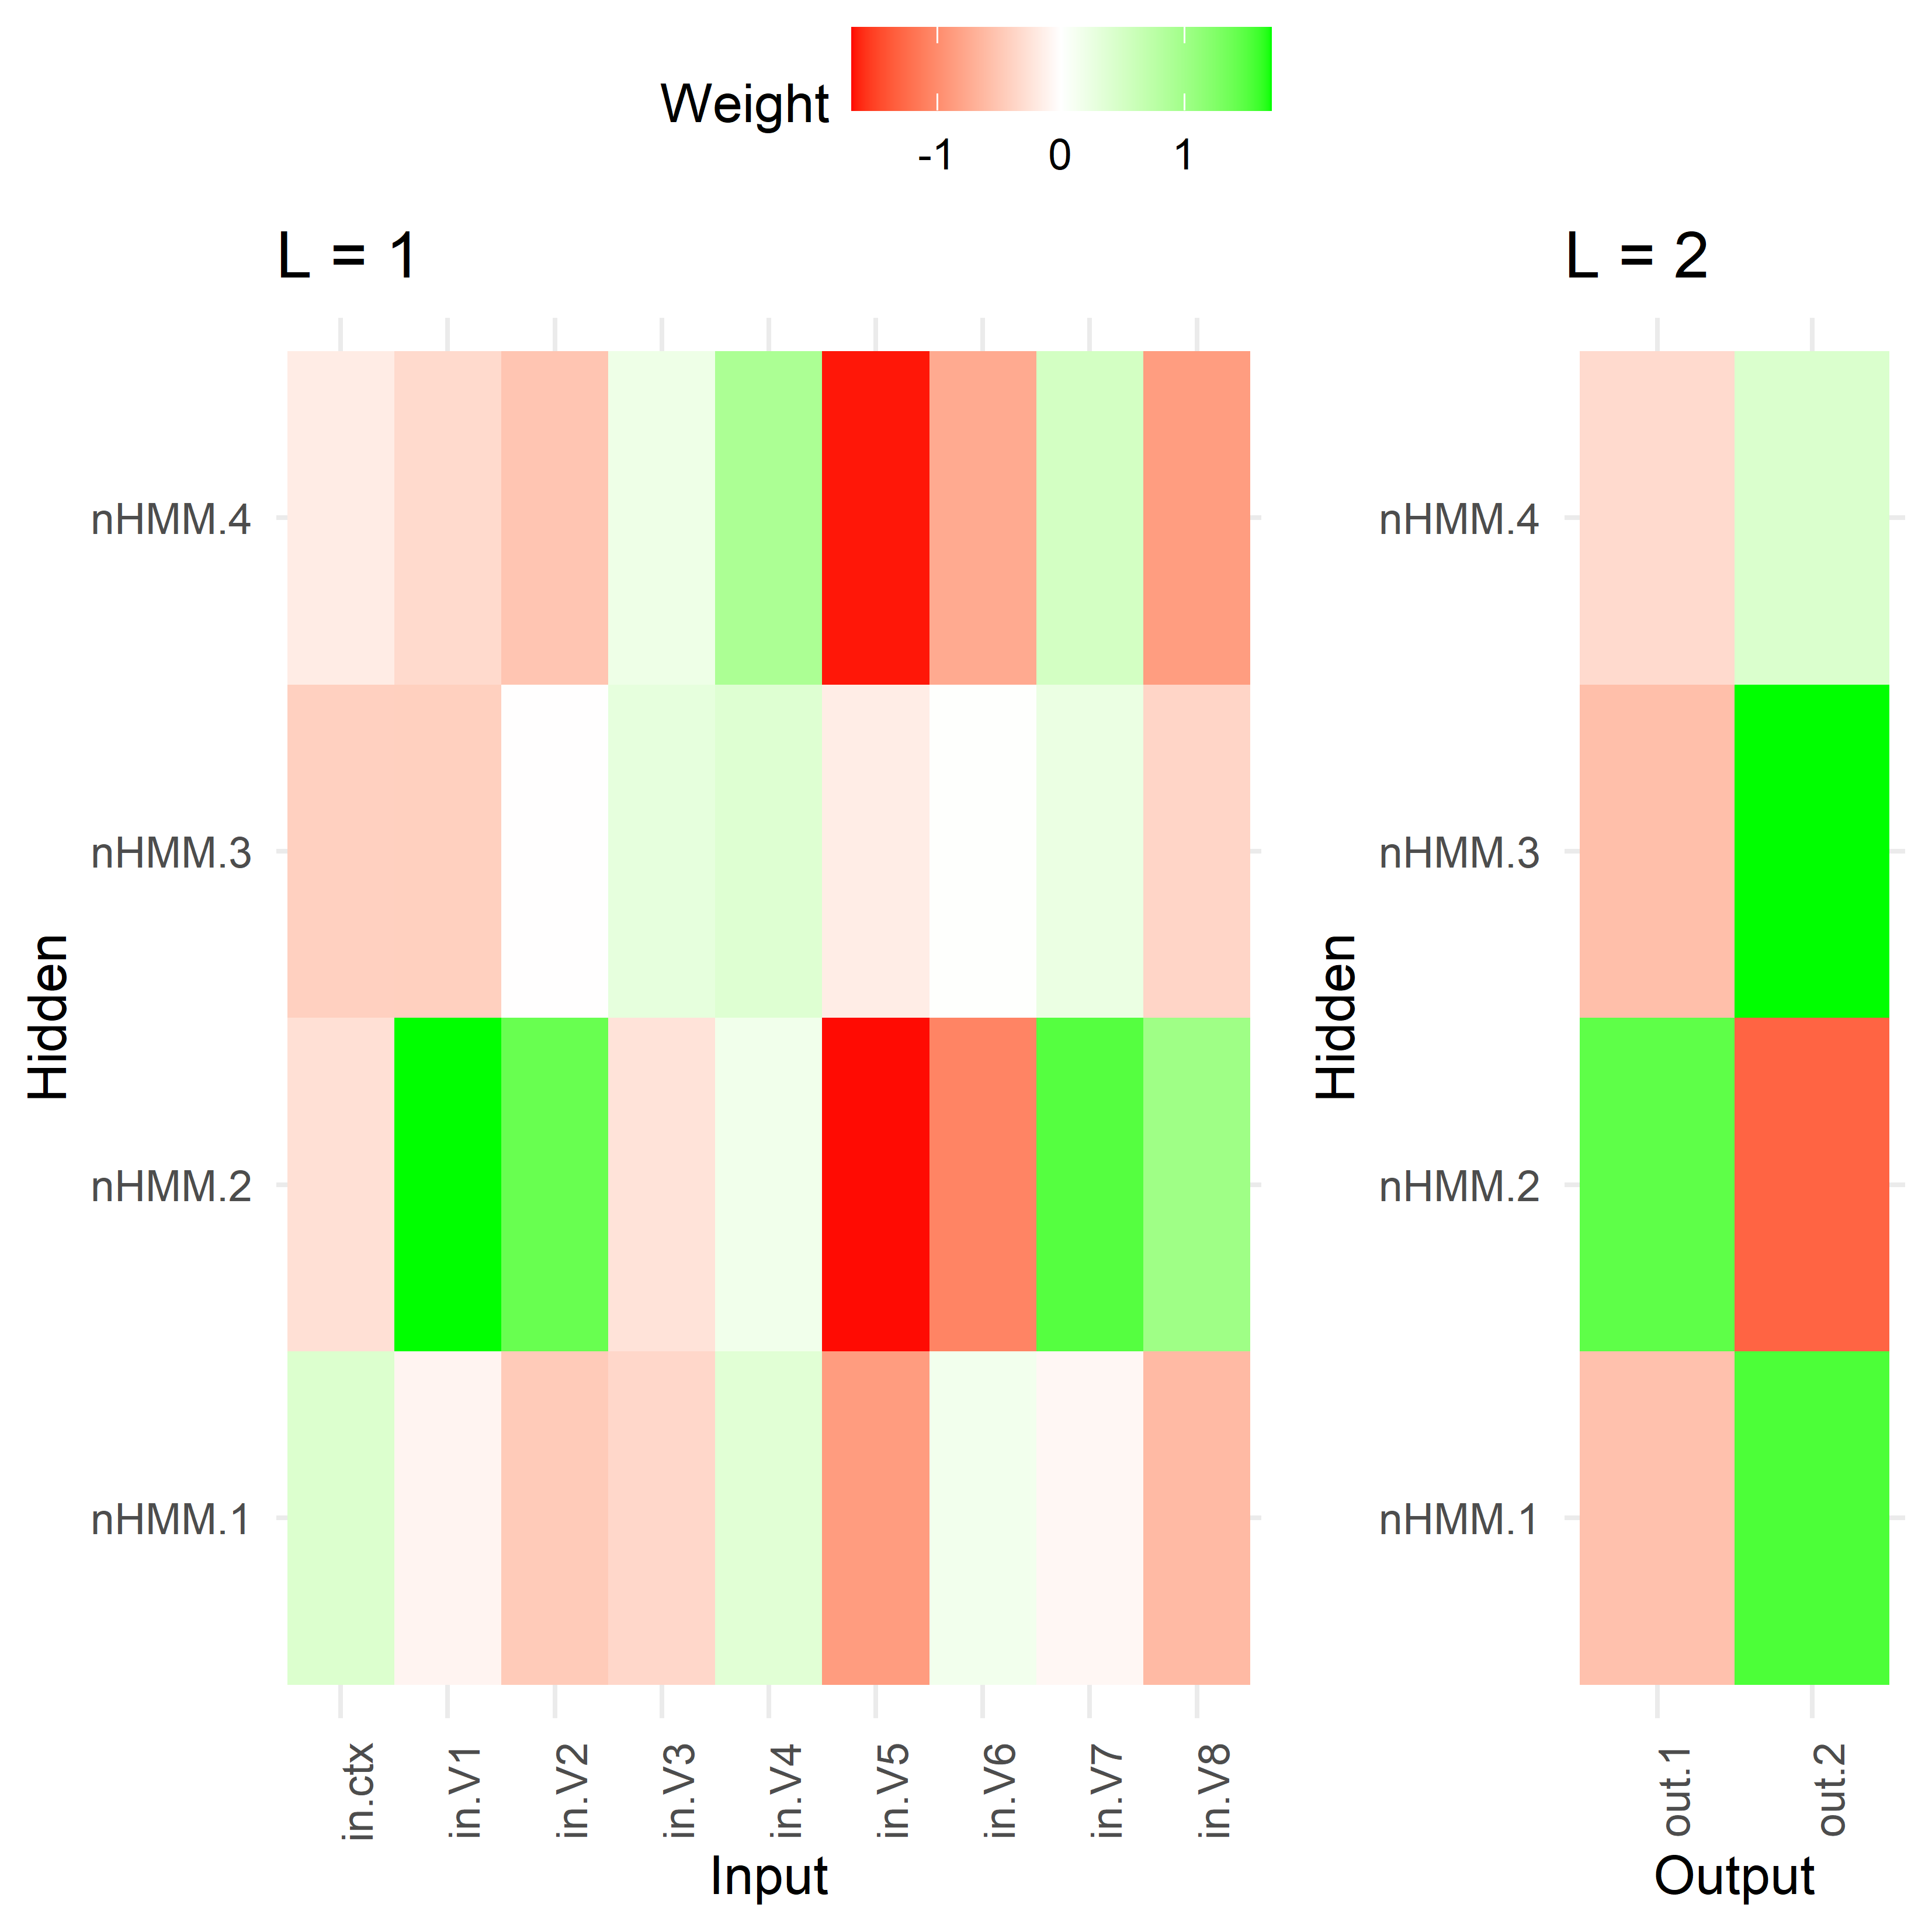 Weight
-1 0 1
L = 1
L = 2
nHMM.4
nHMM.3
nHMM.2
nHMM.1
Hidden
in.ctx in.V1 in.V2 in.V3 in.V4 in.V5 in.V6 in.V7 in.V8
Input
nHMM.4
nHMM.3
nHMM.2
nHMM.1
Hidden
out.1 out.2
Output